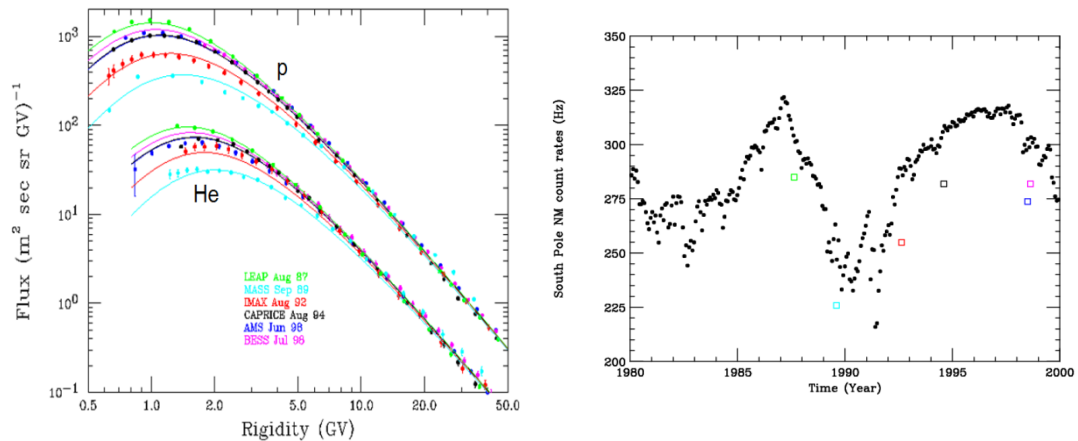 Flux (m² sec sr GV)⁻¹
10³
10²
10¹
10⁰
10⁻¹
p
He
LEAP Aug 87
MASS Sep 89
IMAX Aug 92
CAPRICE Aug 94
AMS Jun 98
BESS Jul 98
0.5 1.0 2.0 5.0 10.0 20.0 50.0
Rigidity (GV)
South Pole NM count rates (Hz)
350
325
300
275
250
225
200
1980 1985 1990 1995 2000
Time (Year)